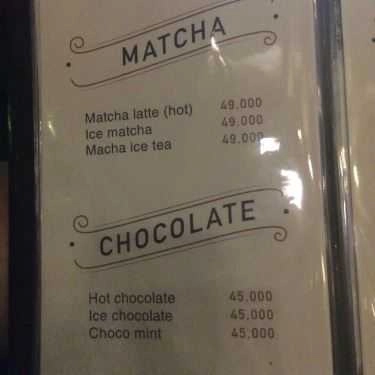 MATCHA
Matcha latte (hot) 49,000
Ice matcha 49,000
Macha ice tea 49,000
CHOCOLATE
Hot chocolate 45,000
Ice chocolate 45,000
Choco mint 45,000